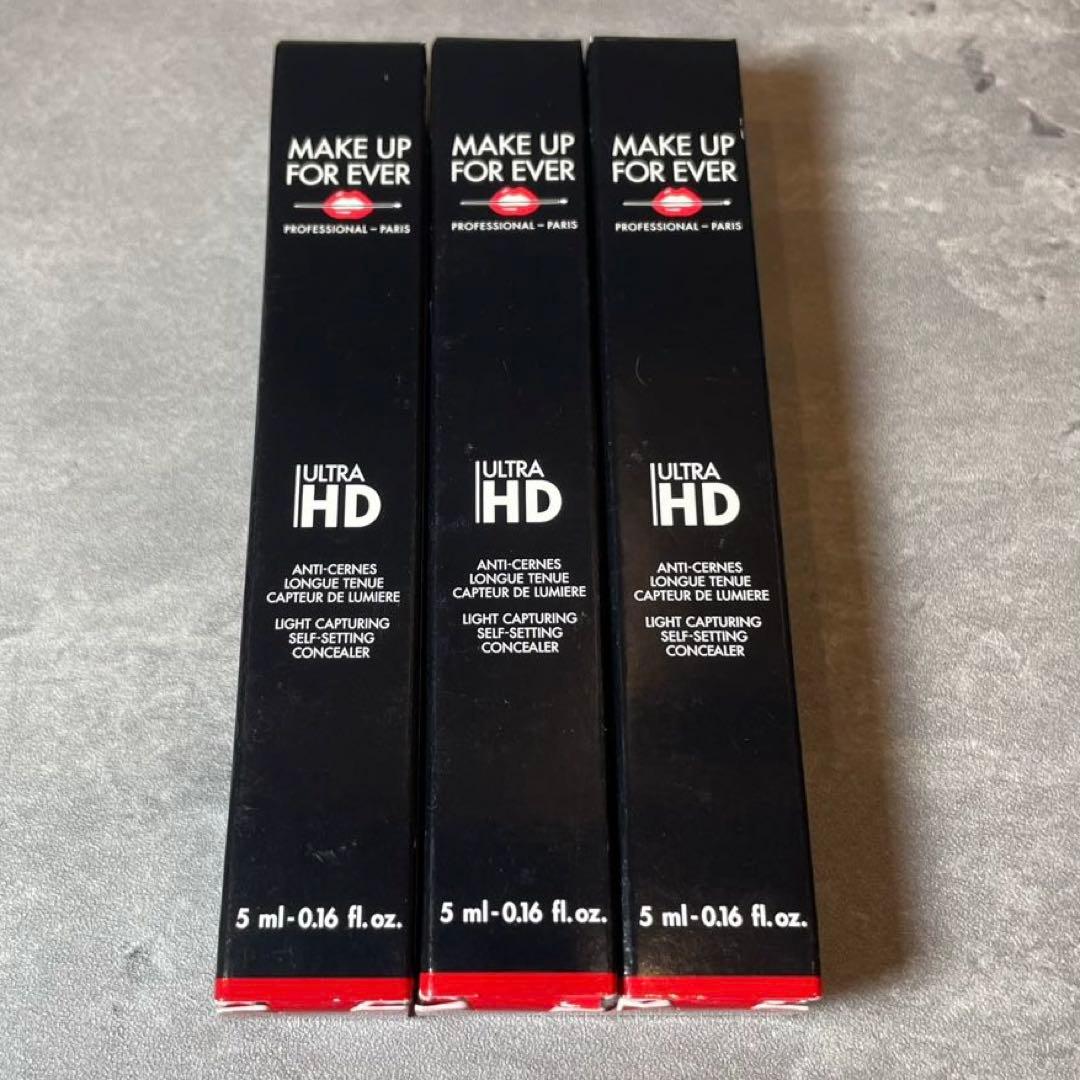 MAKE UP
FOR EVER
PROFESSIONAL – PARIS
ULTRA
HD
ANTI-CERNES
LONGUE TENUE
CAPTEUR DE LUMIERE
LIGHT CAPTURING
SELF-SETTING
CONCEALER
5 ml - 0.16 fl.oz.
MAKE UP
FOR EVER
PROFESSIONAL – PARIS
ULTRA
HD
ANTI-CERNES
LONGUE TENUE
CAPTEUR DE LUMIERE
LIGHT CAPTURING
SELF-SETTING
CONCEALER
5 ml - 0.16 fl.oz.
MAKE UP
FOR EVER
PROFESSIONAL – PARIS
ULTRA
HD
ANTI-CERNES
LONGUE TENUE
CAPTEUR DE LUMIERE
LIGHT CAPTURING
SELF-SETTING
CONCEALER
5 ml - 0.16 fl.oz.